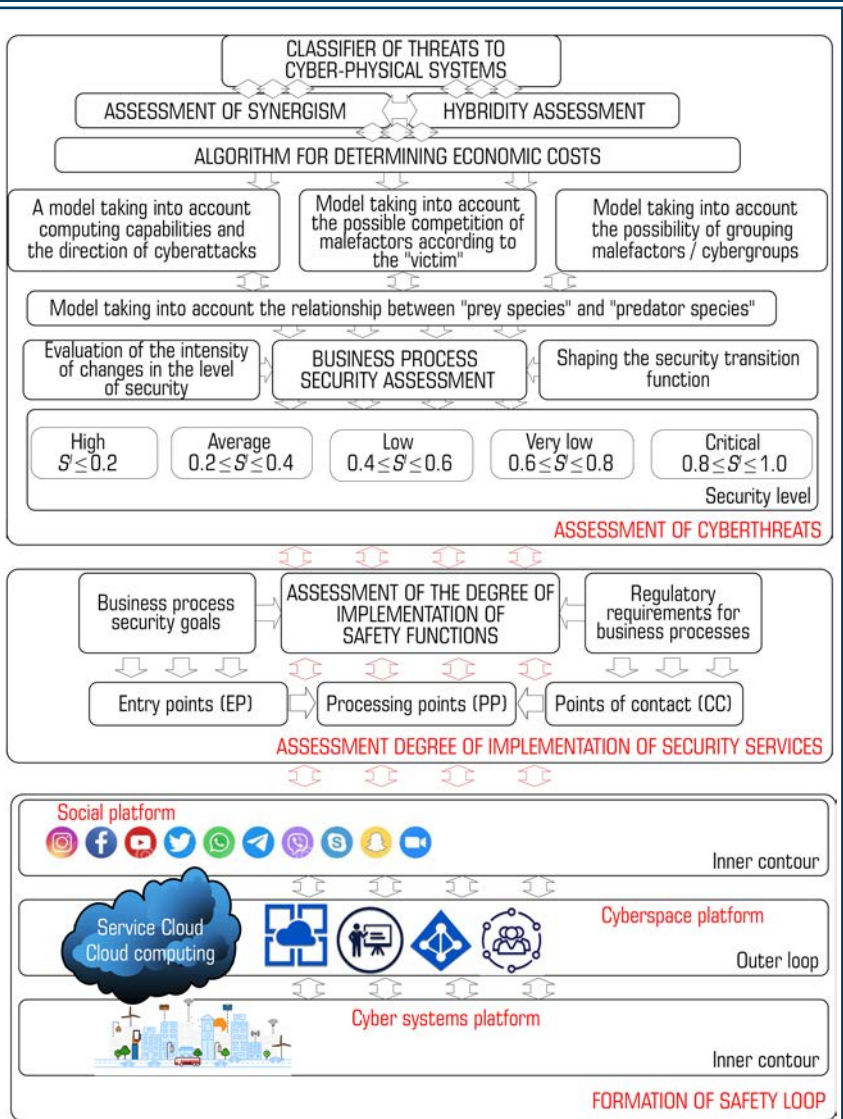 CLASSIFIER OF THREATS TO
CYBER-PHYSICAL SYSTEMS
ASSESSMENT OF SYNERGISM
HYBRIDITY ASSESSMENT
ALGORITHM FOR DETERMINING ECONOMIC COSTS
A model taking into account
computing capabilities and
the direction of cyberattacks
Model taking into account
the possible competition of
malefactors according to
the "victim"
Model taking into account
the possibility of grouping
malefactors / cybergroups
Model taking into account the relationship between "prey species" and "predator species"
Evaluation of the intensity
of changes in the level
of security
BUSINESS PROCESS
SECURITY ASSESSMENT
Shaping the security transition
function
High
Sⁱ ≤ 0.2
Average
0.2 ≤ Sⁱ ≤ 0.4
Low
0.4 ≤ Sⁱ ≤ 0.6
Very low
0.6 ≤ Sⁱ ≤ 0.8
Critical
0.8 ≤ Sⁱ ≤ 1.0
Security level
ASSESSMENT OF CYBERTHREATS
Business process
security goals
ASSESSMENT OF THE DEGREE OF
IMPLEMENTATION OF
SAFETY FUNCTIONS
Regulatory
requirements for
business processes
Entry points (EP)
Processing points (PP)
Points of contact (CC)
ASSESSMENT DEGREE OF IMPLEMENTATION OF SECURITY SERVICES
Social platform
Inner contour
Service Cloud
Cloud computing
Cyberspace platform
Outer loop
Cyber systems platform
Inner contour
FORMATION OF SAFETY LOOP